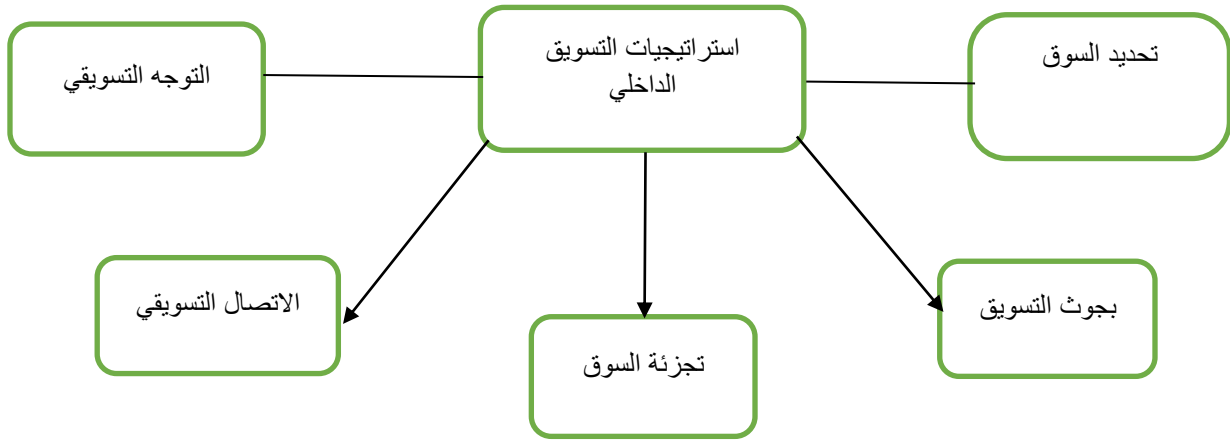 استراتيجيات التسويق
الداخلي
تحديد السوق
التوجه التسويقي
بجوث التسويق
الاتصال التسويقي
تجزئة السوق